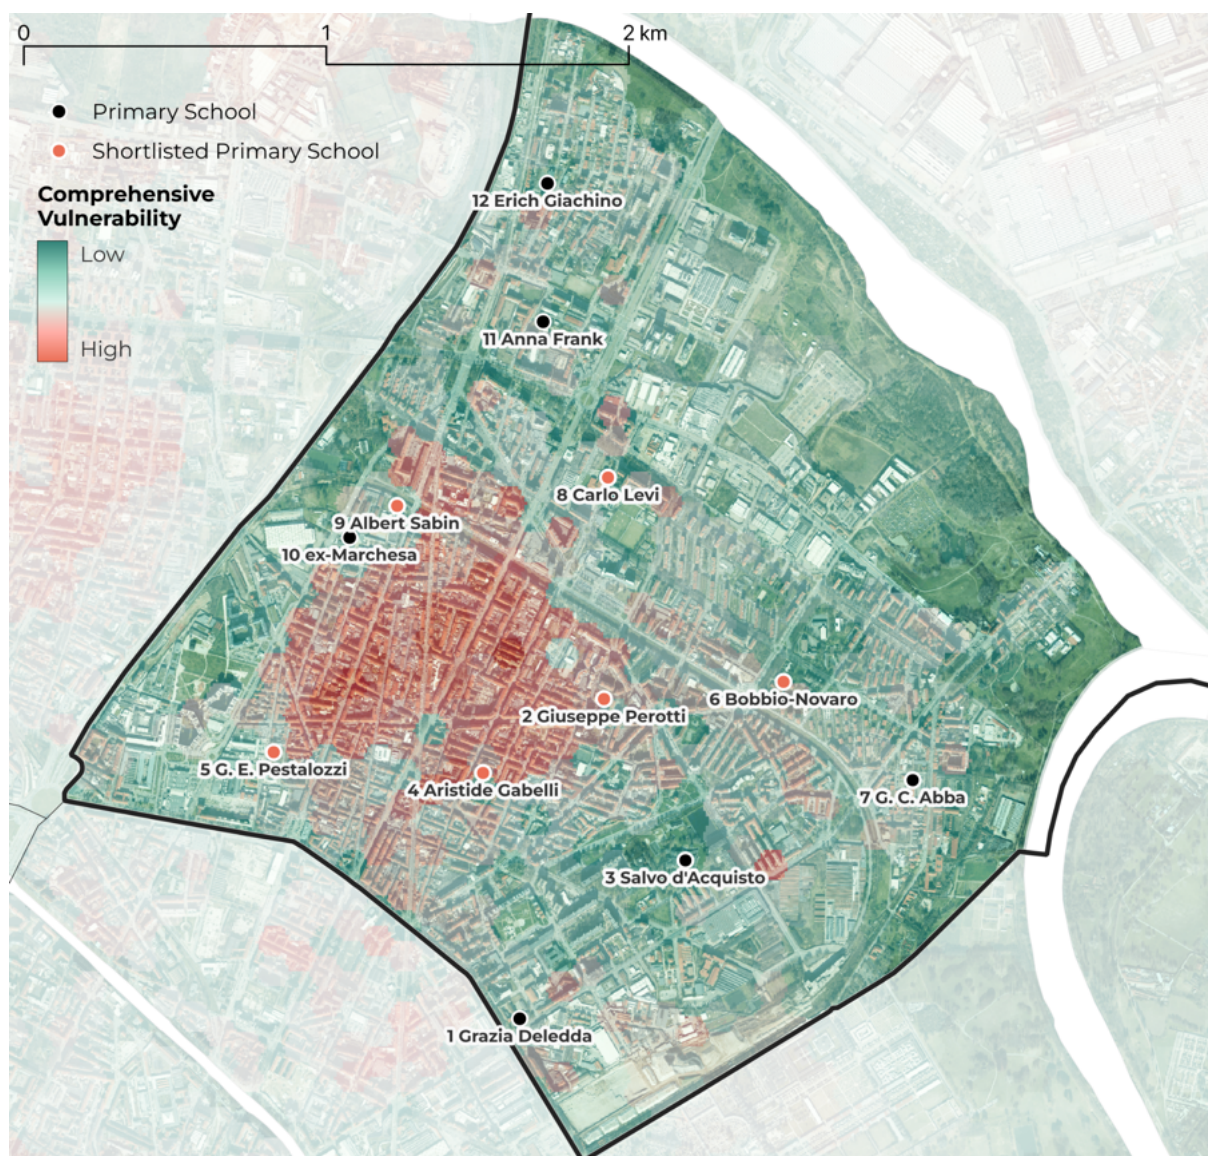 0 1 2 km
Primary School
Shortlisted Primary School
Comprehensive
Vulnerability
Low
High
12 Erich Giachino
11 Anna Frank
8 Carlo Levi
9 Albert Sabin
10 ex-Marchesa
6 Bobbio-Novaro
2 Giuseppe Perotti
5 G. E. Pestalozzi
4 Aristide Gabelli
7 G. C. Abba
3 Salvo d'Acquisto
1 Grazia Deledda